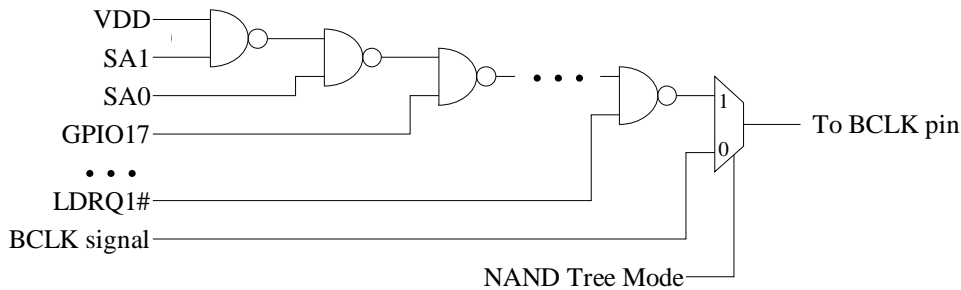 VDD
SA1
SA0
GPIO17
• • •
LDRQ1#
BCLK signal
• • •
1
0
To BCLK pin
NAND Tree Mode